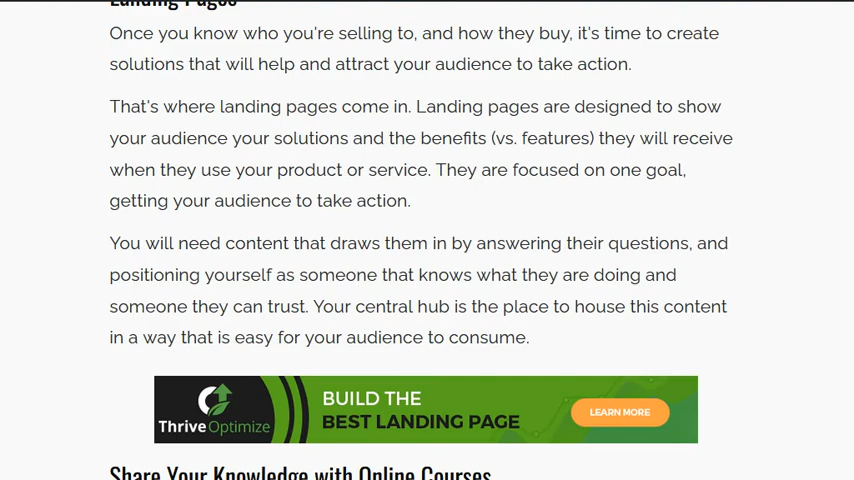 Landing Pages
Once you know who you're selling to, and how they buy, it's time to create
solutions that will help and attract your audience to take action.
That's where landing pages come in. Landing pages are designed to show
your audience your solutions and the benefits (vs. features) they will receive
when they use your product or service. They are focused on one goal,
getting your audience to take action.
You will need content that draws them in by answering their questions, and
positioning yourself as someone that knows what they are doing and
someone they can trust. Your central hub is the place to house this content
in a way that is easy for your audience to consume.
BUILD THE
BEST LANDING PAGE
LEARN MORE
Thrive Optimize
Share Your Knowledge with Online Courses